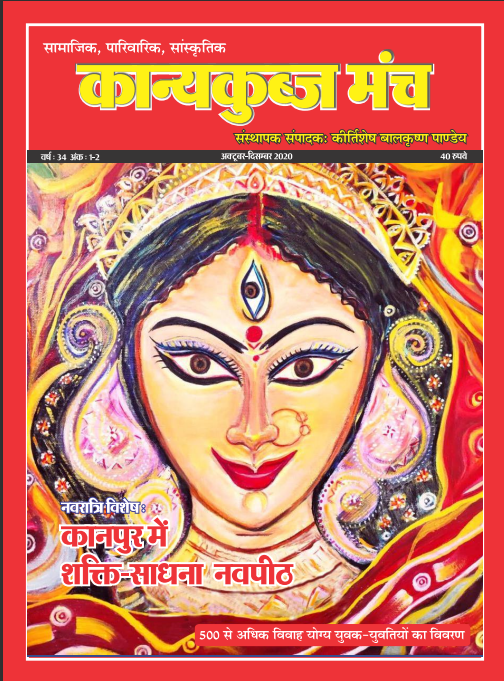 सामाजिक, पारिवारिक, सांस्कृतिक
कान्यकुब्ज मंच
संस्थापक संपादक: कीर्तिशेष बालकृष्ण पाण्डेय
वर्ष : 34 अंक : 1-2 अक्टूबर-दिसम्बर 2020 40 रुपये
नवरात्रि विशेष :
कानपुर में
शक्ति-साधना नवपीठ
500 से अधिक विवाह योग्य युवक-युवतियों का विवरण